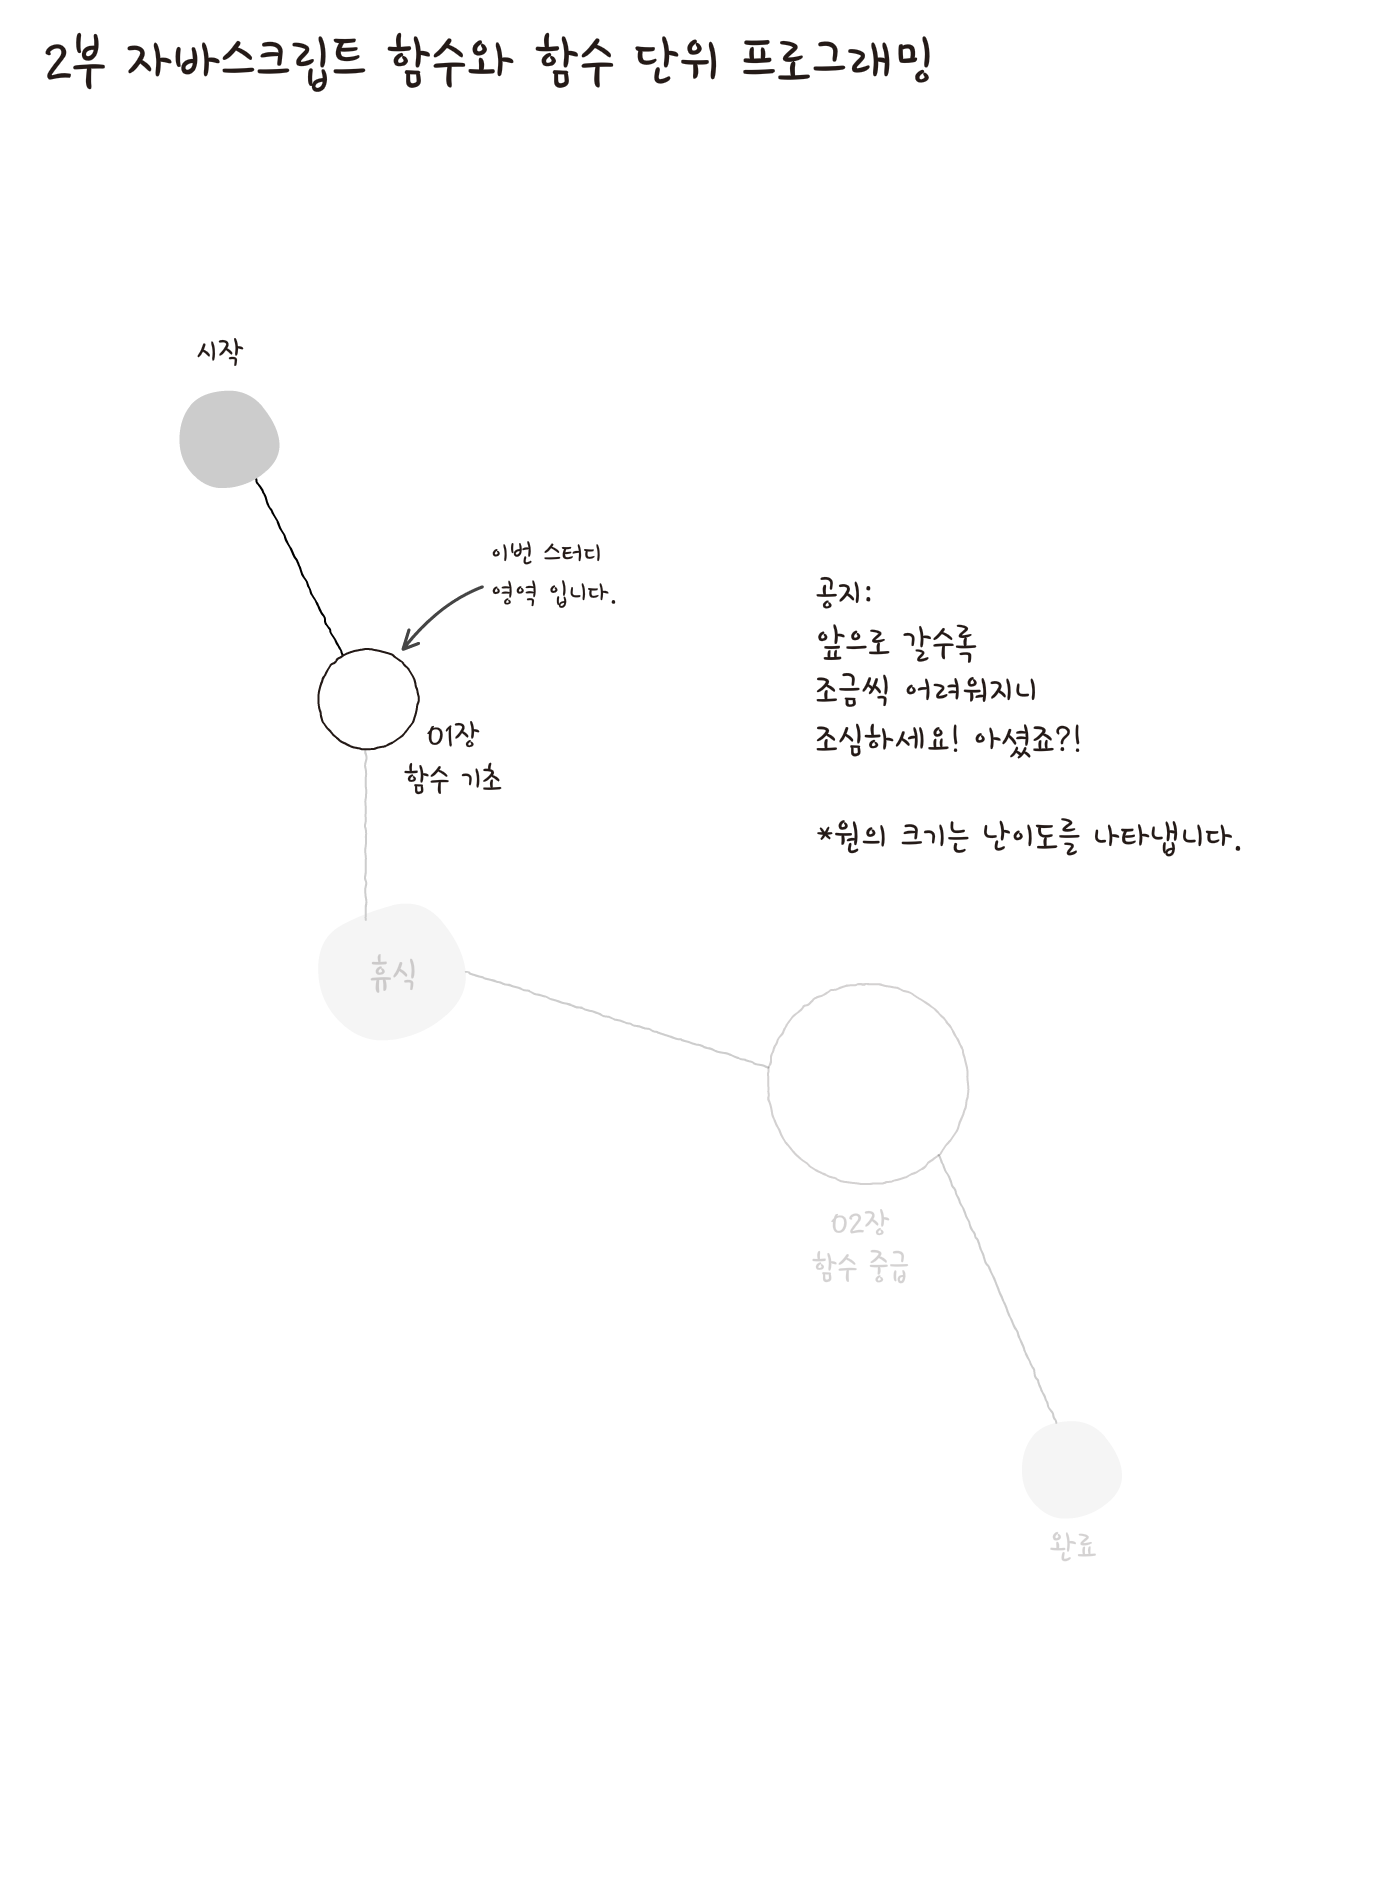 2부 자바스크립트 함수와 함수 단위 프로그래밍
시작
이번 스터디
영역 입니다.
01장
함수 기초
공지:
앞으로 갈수록
조금씩 어려워지니
조심하세요! 아셨죠?!
*원의 크기는 난이도를 나타냅니다.
휴식
02장
함수 중급
완료